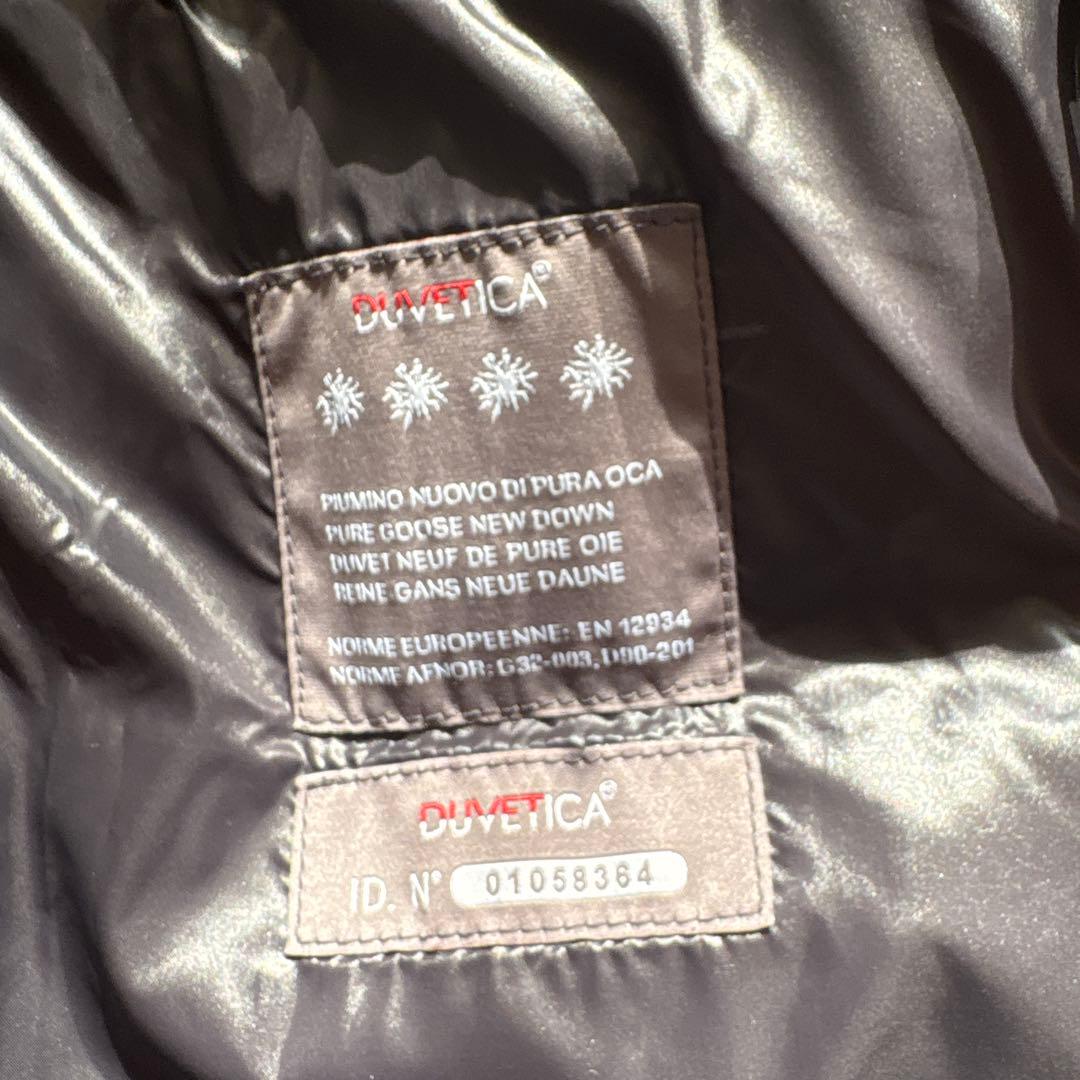 DUVETICA®
PIUMINO NUOVO DI PURA OCA
PURE GOOSE NEW DOWN
DUVET NEUF DE PURE OIE
REINE GANS NEUE DAUNE
NORME EUROPEENNE: EN 12934
NORME AFNOR: G32-003, D00-201
DUVETICA®
ID. N° 01058364